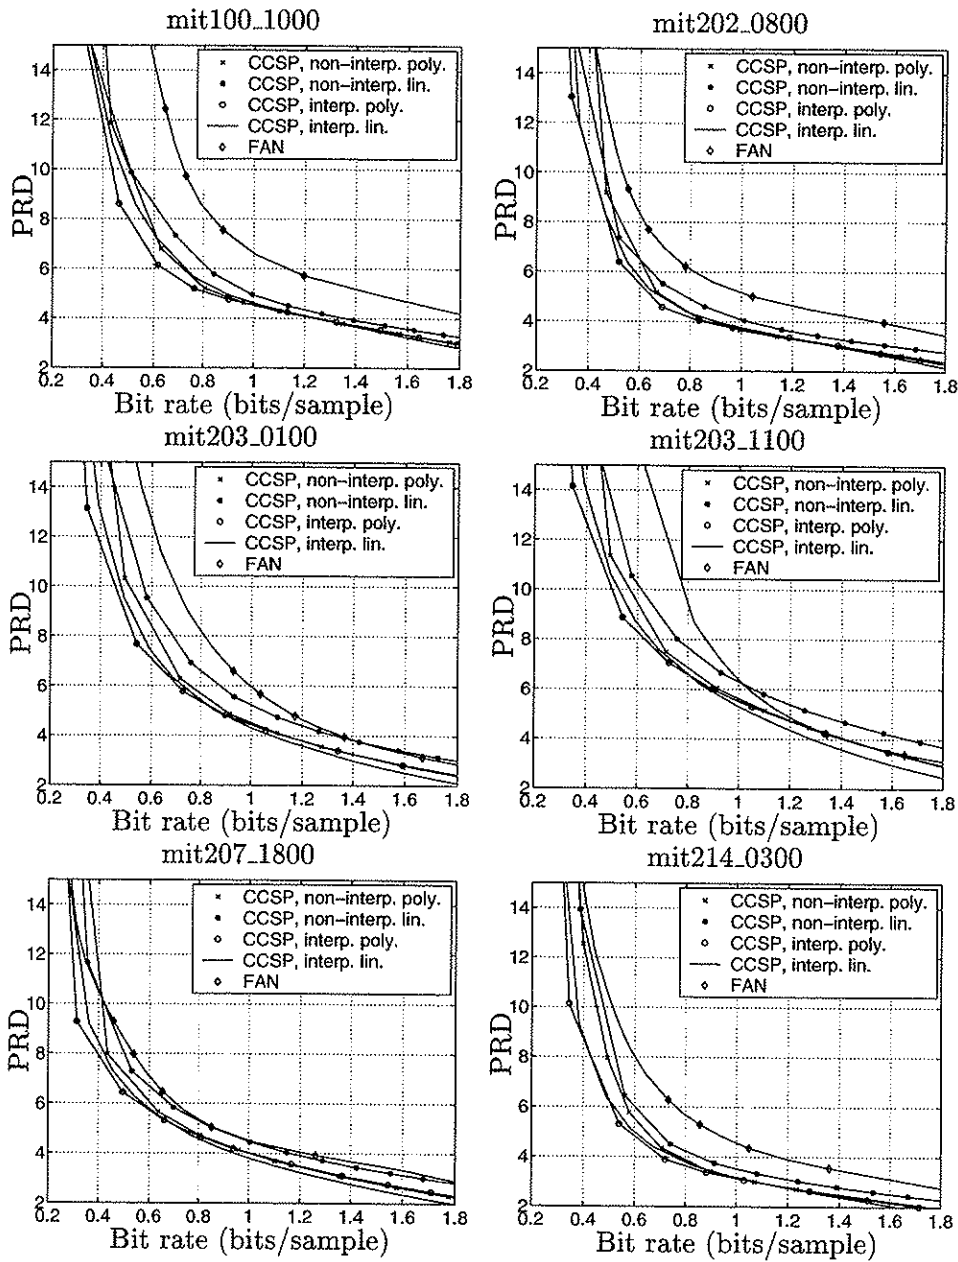 mit100_1000
14
12
10
8
6
4
2
PRD
CCSP, non-interp. poly.
CCSP, non-interp. lin.
CCSP, interp. poly.
CCSP, interp. lin.
FAN
0.2 0.4 0.6 0.8 1 1.2 1.4 1.6 1.8
Bit rate (bits/sample)
mit202_0800
14
12
10
8
6
4
2
PRD
CCSP, non-interp. poly.
CCSP, non-interp. lin.
CCSP, interp. poly.
CCSP, interp. lin.
FAN
0.2 0.4 0.6 0.8 1 1.2 1.4 1.6 1.8
Bit rate (bits/sample)
mit203_0100
14
12
10
8
6
4
2
PRD
CCSP, non-interp. poly.
CCSP, non-interp. lin.
CCSP, interp. poly.
CCSP, interp. lin.
FAN
0.2 0.4 0.6 0.8 1 1.2 1.4 1.6 1.8
Bit rate (bits/sample)
mit203_1100
14
12
10
8
6
4
2
PRD
CCSP, non-interp. poly.
CCSP, non-interp. lin.
CCSP, interp. poly.
CCSP, interp. lin.
FAN
0.2 0.4 0.6 0.8 1 1.2 1.4 1.6 1.8
Bit rate (bits/sample)
mit207_1800
14
12
10
8
6
4
2
PRD
CCSP, non-interp. poly.
CCSP, non-interp. lin.
CCSP, interp. poly.
CCSP, interp. lin.
FAN
0.2 0.4 0.6 0.8 1 1.2 1.4 1.6 1.8
Bit rate (bits/sample)
mit214_0300
14
12
10
8
6
4
2
PRD
CCSP, non-interp. poly.
CCSP, non-interp. lin.
CCSP, interp. poly.
CCSP, interp. lin.
FAN
0.2 0.4 0.6 0.8 1 1.2 1.4 1.6 1.8
Bit rate (bits/sample)